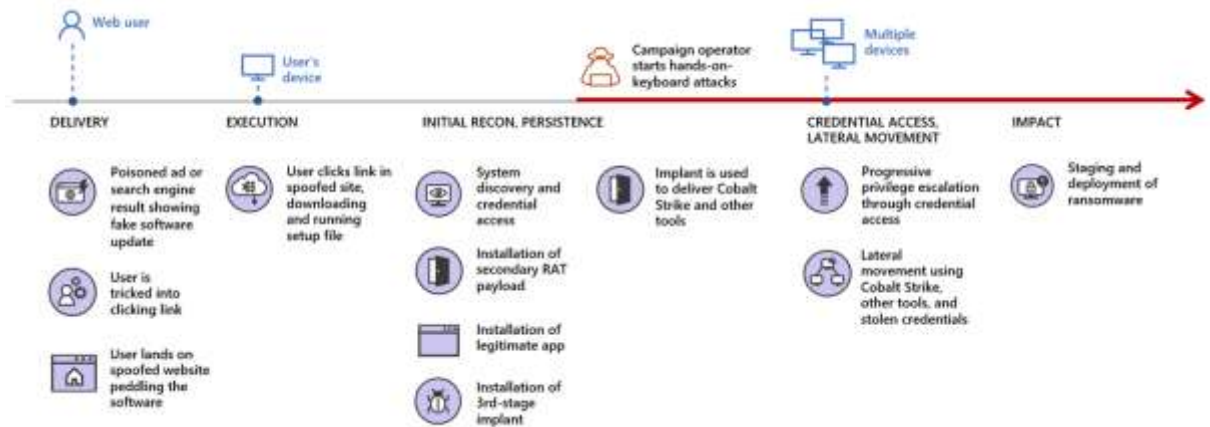 Web user
User's
device
Campaign operator
starts hands-on-
keyboard attacks
Multiple
devices
DELIVERY
EXECUTION
INITIAL RECON, PERSISTENCE
CREDENTIAL ACCESS,
LATERAL MOVEMENT
IMPACT
Poisoned ad or
search engine
result showing
fake software
update
User is
tricked into
clicking link
User lands on
spoofed website
peddling the
software
User clicks link in
spoofed site,
downloading
and running
setup file
System
discovery and
credential
access
Installation of
secondary RAT
payload
Installation of
legitimate app
Installation of
3rd-stage
implant
Implant is used
to deliver Cobalt
Strike and other
tools
Progressive
privilege escalation
through credential
access
Lateral
movement using
Cobalt Strike,
other tools, and
stolen credentials
Staging and
deployment of
ransomware